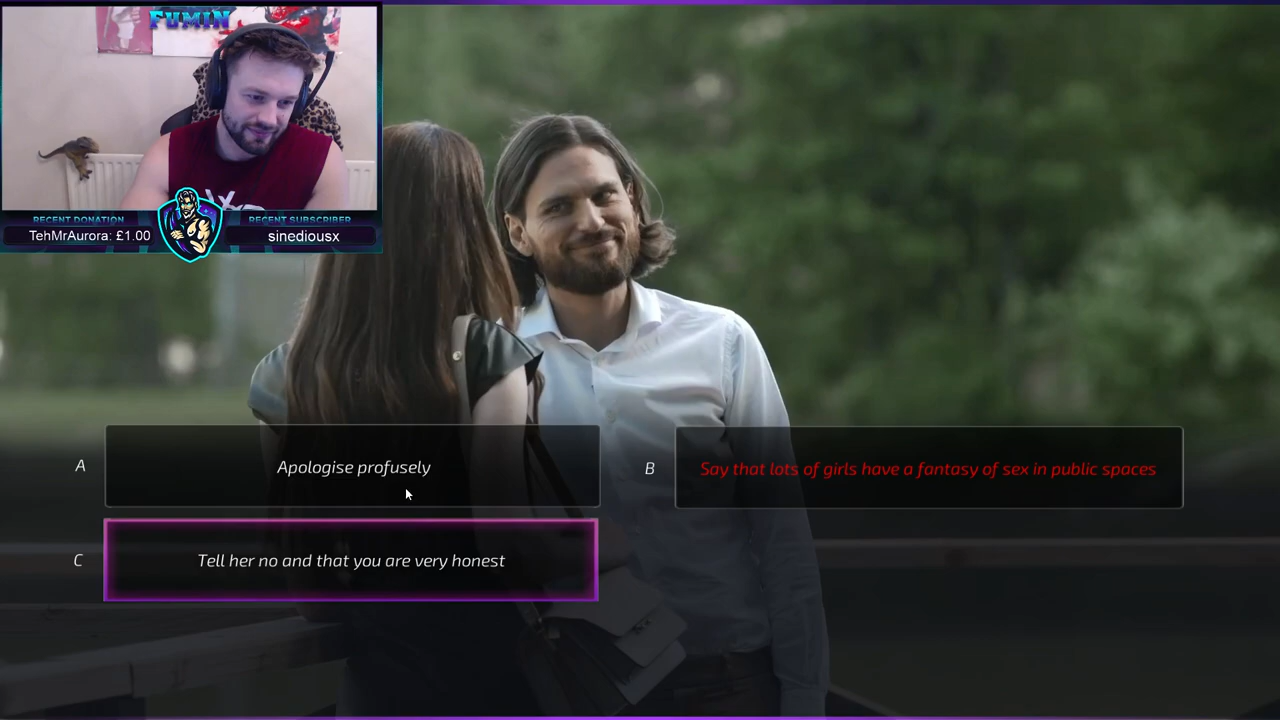 FUMIN
RECENT DONATION
RECENT SUBSCRIBER
TehMrAurora: £1.00
sinediousx
A
Apologise profusely
B
Say that lots of girls have a fantasy of sex in public spaces
C
Tell her no and that you are very honest